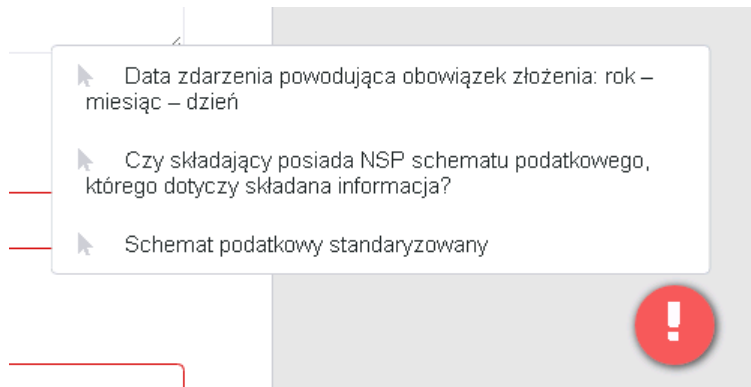 Data zdarzenia powodująca obowiązek złożenia: rok –
miesiąc – dzień
Czy składający posiada NSP schematu podatkowego,
którego dotyczy składana informacja?
Schemat podatkowy standaryzowany
!